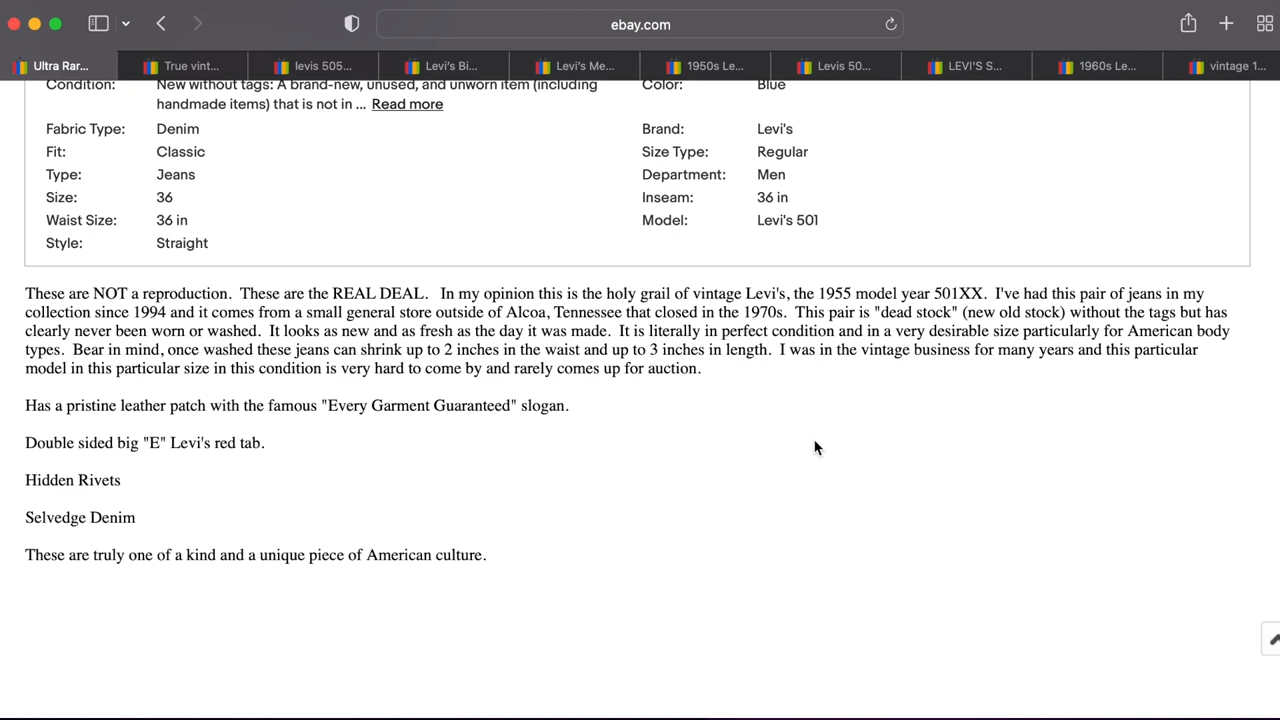 ebay.com
Ultra Rar...
True vint...
levis 505...
Levi's Bi...
Levi's Me...
1950s Le...
Levis 50...
LEVI'S S...
1960s Le...
vintage 1...
Condition: New without tags: A brand-new, unused, and unworn item (including Color: Blue
handmade items) that is not in ... Read more
Fabric Type: Denim Brand: Levi's
Fit: Classic Size Type: Regular
Type: Jeans Department: Men
Size: 36 Inseam: 36 in
Waist Size: 36 in Model: Levi's 501
Style: Straight
These are NOT a reproduction. These are the REAL DEAL. In my opinion this is the holy grail of vintage Levi's, the 1955 model year 501XX. I've had this pair of jeans in my
collection since 1994 and it comes from a small general store outside of Alcoa, Tennessee that closed in the 1970s. This pair is "dead stock" (new old stock) without the tags but has
clearly never been worn or washed. It looks as new and as fresh as the day it was made. It is literally in perfect condition and in a very desirable size particularly for American body
types. Bear in mind, once washed these jeans can shrink up to 2 inches in the waist and up to 3 inches in length. I was in the vintage business for many years and this particular
model in this particular size in this condition is very hard to come by and rarely comes up for auction.
Has a pristine leather patch with the famous "Every Garment Guaranteed" slogan.
Double sided big "E" Levi's red tab.
Hidden Rivets
Selvedge Denim
These are truly one of a kind and a unique piece of American culture.